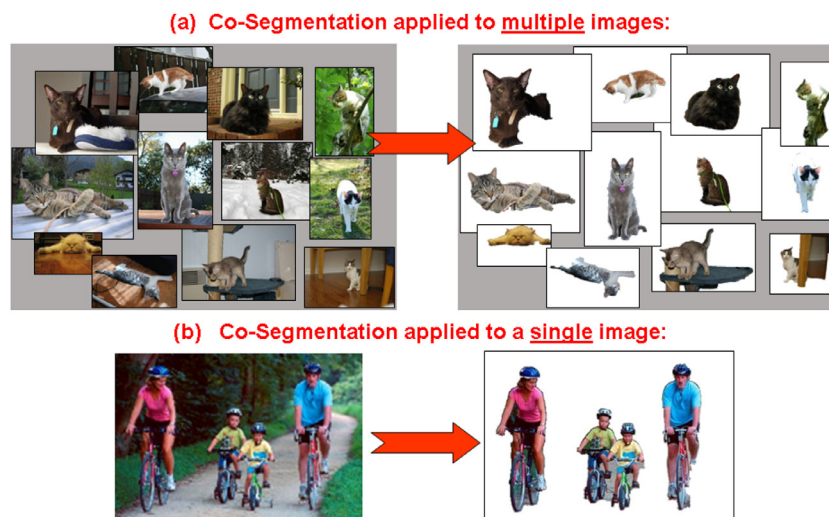 (a) Co-Segmentation applied to multiple images:
(b) Co-Segmentation applied to a single image: